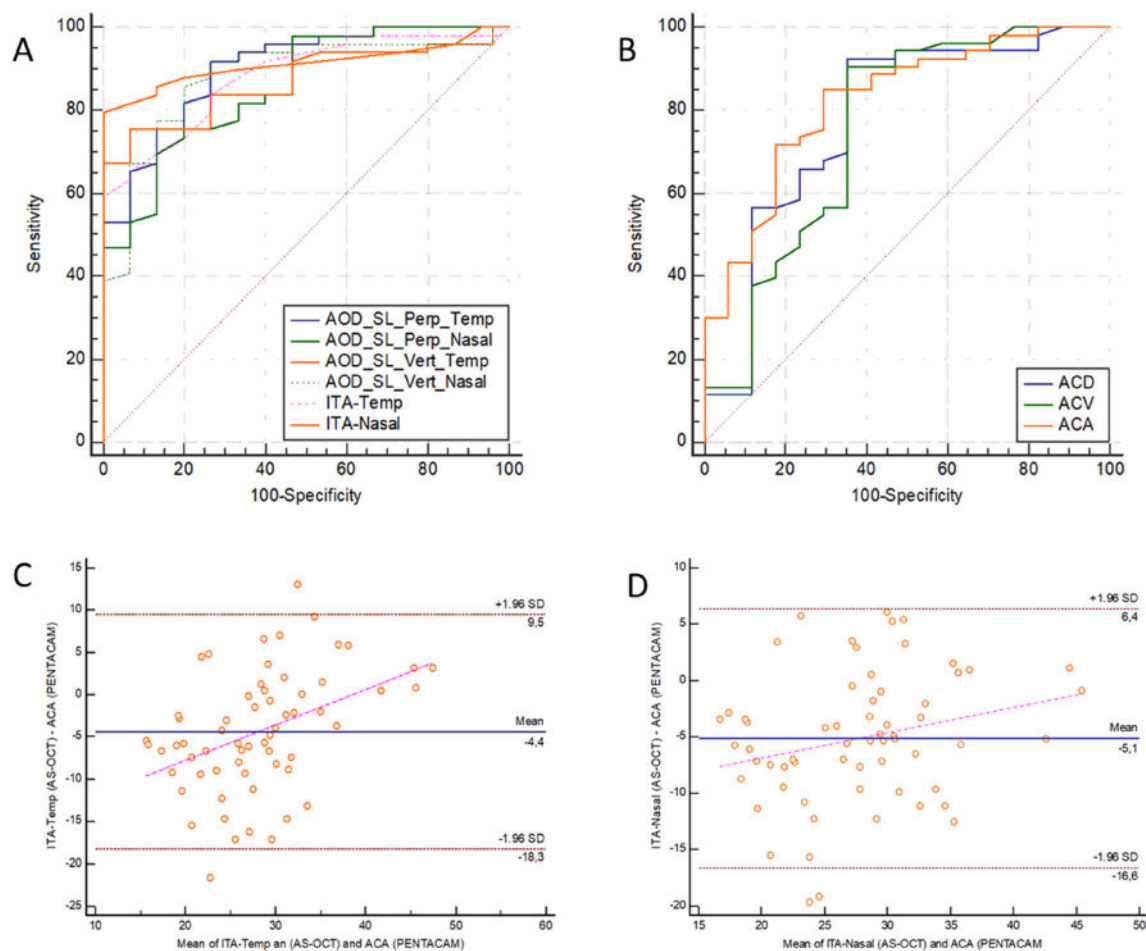 A
100
80
60
40
20
0
Sensitivity
0 20 40 60 80 100
100-Specificity
AOD_SL_Perp_Temp
AOD_SL_Perp_Nasal
AOD_SL_Vert_Temp
AOD_SL_Vert_Nasal
ITA-Temp
ITA-Nasal
B
100
80
60
40
20
0
Sensitivity
0 20 40 60 80 100
100-Specificity
ACD
ACV
ACA
C
15
10
5
0
-5
-10
-15
-20
-25
ITA-Temp (AS-OCT) - ACA (PENTACAM)
+1.96 SD
9,5
Mean
-4,4
-1.96 SD
-18,3
10 20 30 40 50 60
Mean of ITA-Temp an (AS-OCT) and ACA (PENTACAM)
D
10
5
0
-5
-10
-15
-20
ITA-Nasal (AS-OCT) - ACA (PENTACAM)
+1.96 SD
6,4
Mean
-5,1
-1.96 SD
-16,6
15 20 25 30 35 40 45 50
Mean of ITA-Nasal (AS-OCT) and ACA (PENTACAM)